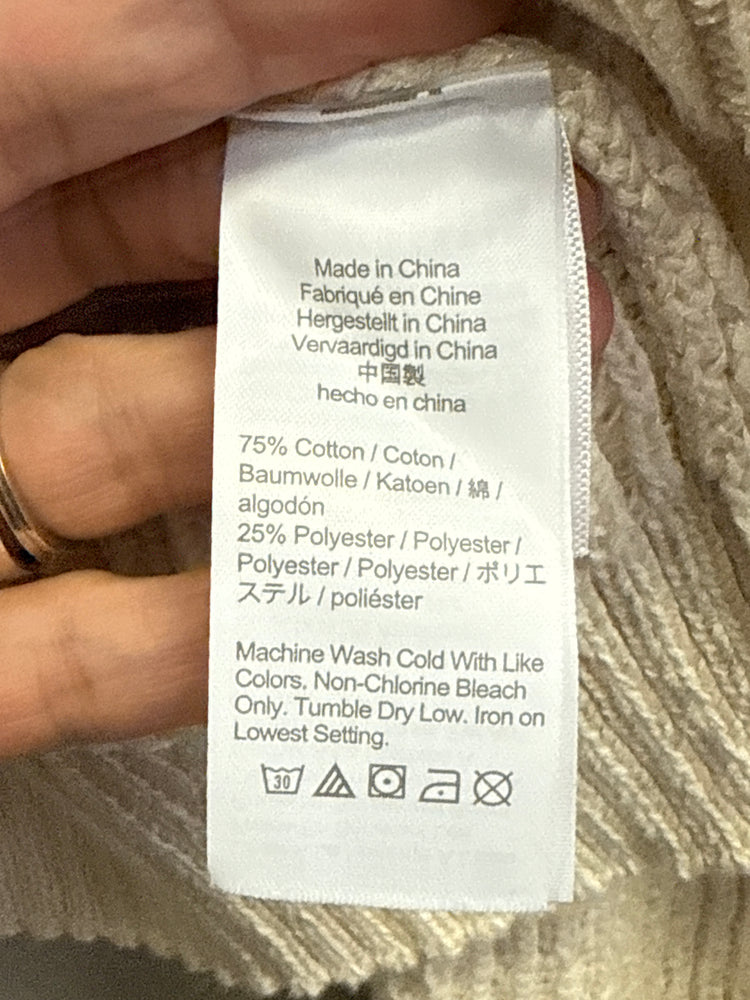 Made in China
Fabriqué en Chine
Hergestellt in China
Vervaardigd in China
中国製
hecho en china
75% Cotton / Coton /
Baumwolle / Katoen / 綿 /
algodón
25% Polyester / Polyester /
Polyester / Polyester / ポリエ
ステル / poliéster
Machine Wash Cold With Like
Colors. Non-Chlorine Bleach
Only. Tumble Dry Low. Iron on
Lowest Setting.
30